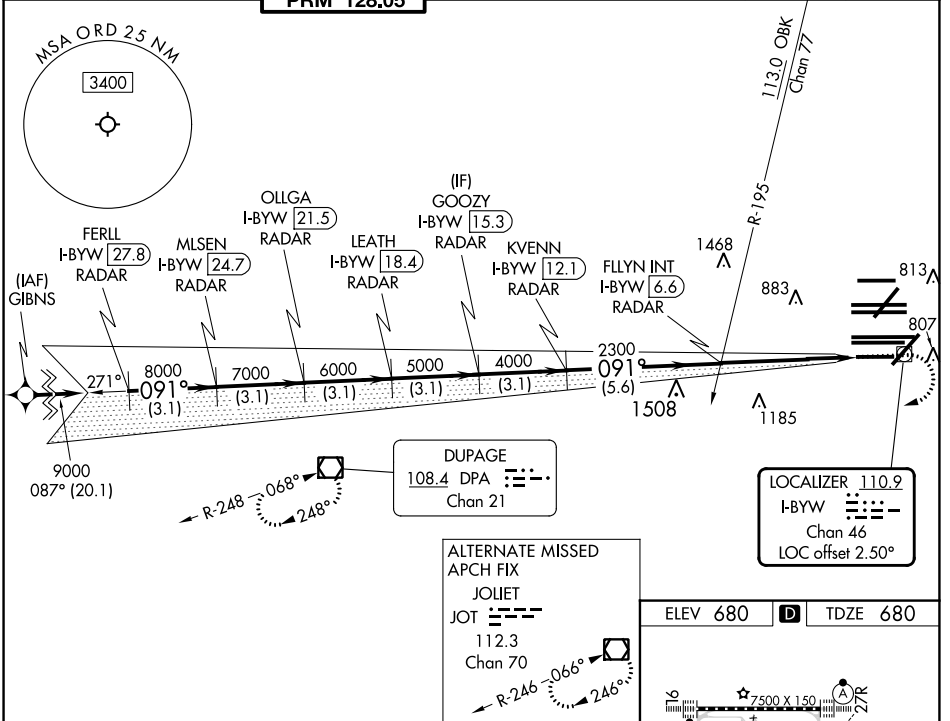 PRM 128.05
MSA ORD 25 NM
3400
113.0 OBK
Chan 77
R-195
(IAF)
GIBNS
FERLL
I-BYW 27.8
RADAR
MLSEN
I-BYW 24.7
RADAR
OLLGA
I-BYW 21.5
RADAR
LEATH
I-BYW 18.4
RADAR
(IF)
GOOZY
I-BYW 15.3
RADAR
KVENN
I-BYW 12.1
RADAR
FLLYN INT
I-BYW 6.6
RADAR
1468
883
813
807
271°
8000
091°
(3.1)
7000
(3.1)
6000
(3.1)
5000
(3.1)
4000
(3.1)
2300
091°
(5.6)
1508
1185
9000
087° (20.1)
R-248
068°
248°
DUPAGE
108.4 DPA
Chan 21
LOCALIZER 110.9
I-BYW
Chan 46
LOC offset 2.50°
ALTERNATE MISSED
APCH FIX
JOLIET
JOT
112.3
Chan 70
R-246
066°
246°
ELEV 680 D TDZE 680
9L
7500 X 150
A
27R